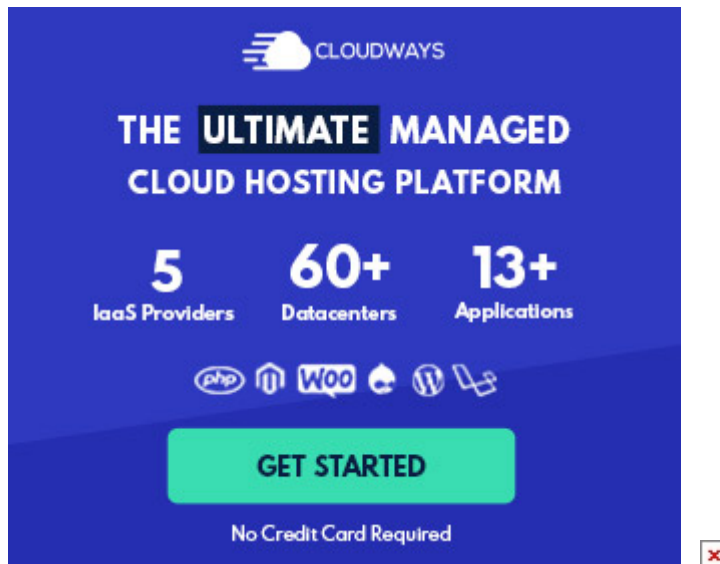 CLOUDWAYS
THE ULTIMATE MANAGED
CLOUD HOSTING PLATFORM
5 60+ 13+
IaaS Providers Datacenters Applications
php WOO
GET STARTED
No Credit Card Required